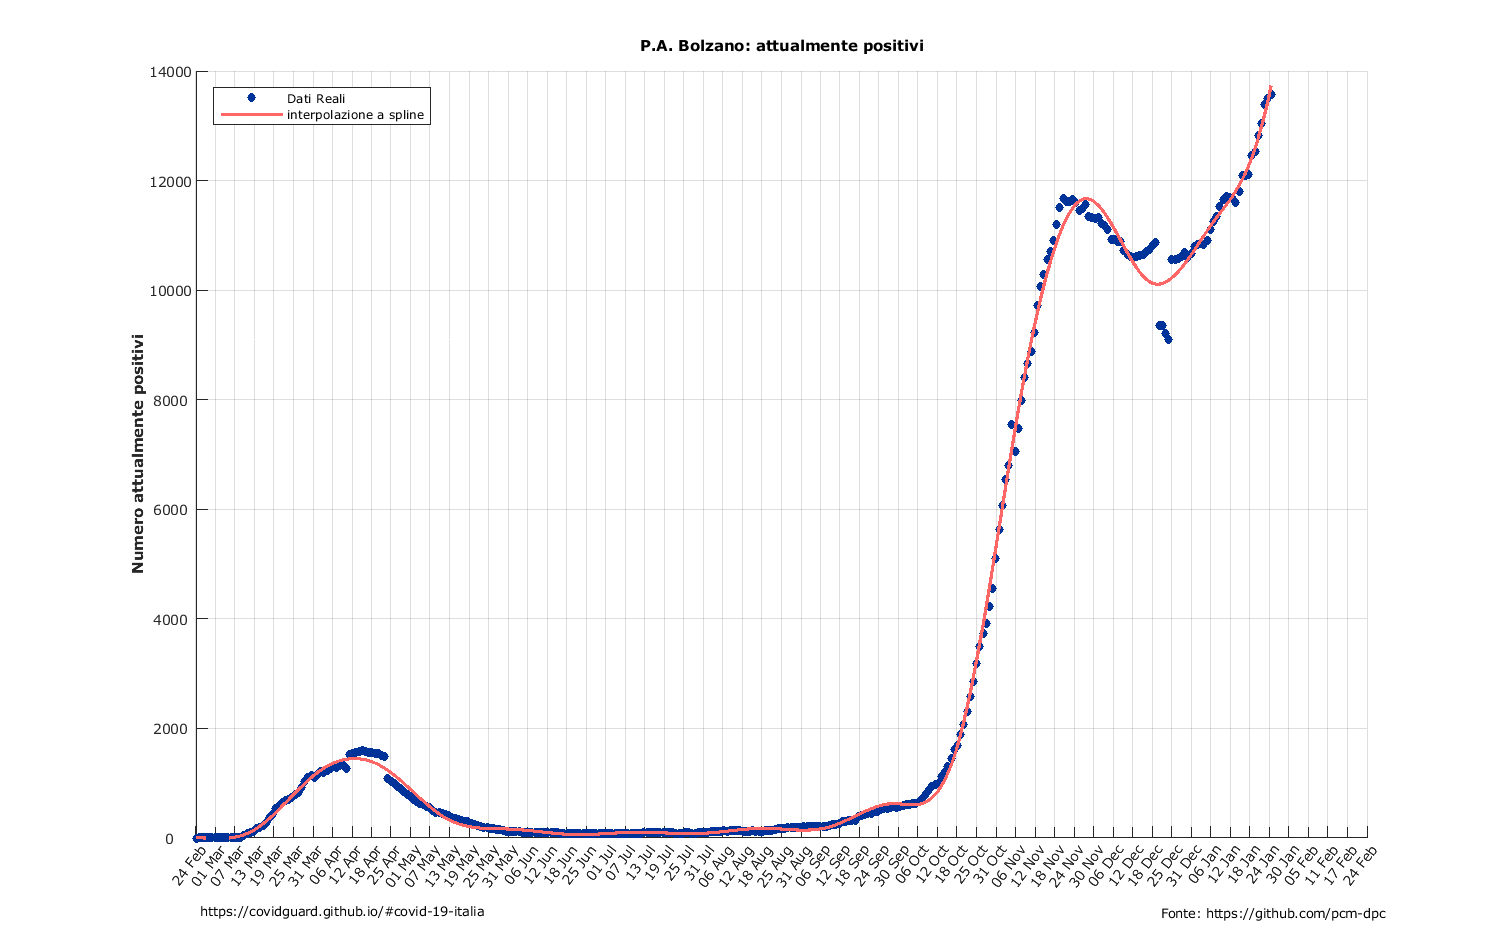 P.A. Bolzano: attualmente positivi
14000
12000
10000
8000
6000
4000
2000
0
Numero attualmente positivi
Dati Reali
interpolazione a spline
24 Feb
01 Mar
07 Mar
13 Mar
19 Mar
25 Mar
31 Mar
06 Apr
12 Apr
18 Apr
25 Apr
01 May
07 May
13 May
19 May
25 May
31 May
06 Jun
12 Jun
18 Jun
25 Jun
01 Jul
07 Jul
13 Jul
19 Jul
25 Jul
31 Jul
06 Aug
12 Aug
18 Aug
25 Aug
31 Aug
06 Sep
12 Sep
18 Sep
24 Sep
30 Sep
06 Oct
12 Oct
18 Oct
25 Oct
31 Oct
06 Nov
12 Nov
18 Nov
24 Nov
30 Nov
06 Dec
12 Dec
18 Dec
25 Dec
31 Dec
06 Jan
12 Jan
18 Jan
24 Jan
30 Jan
05 Feb
11 Feb
17 Feb
24 Feb
https://covidguard.github.io/#covid-19-italia
Fonte: https://github.com/pcm-dpc